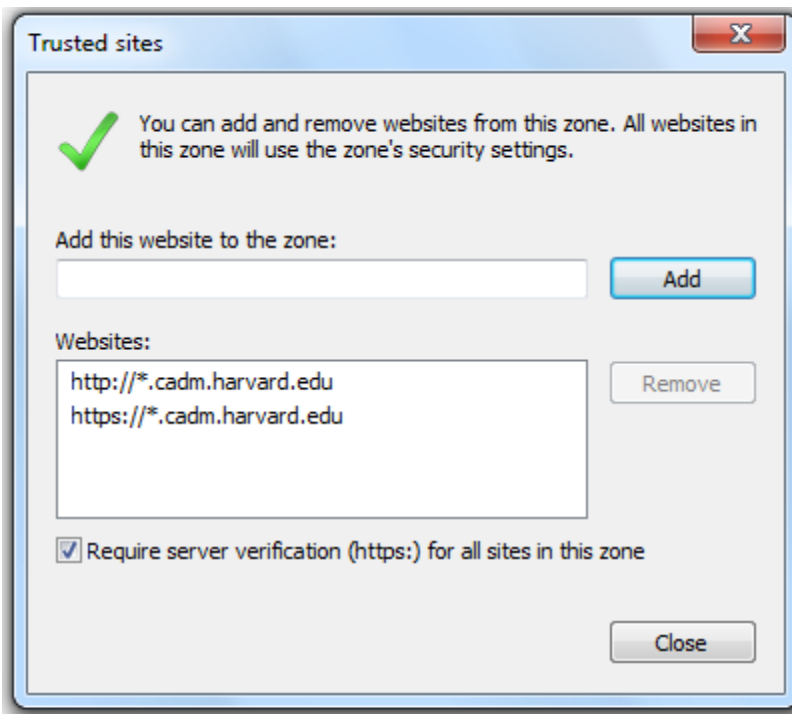 Trusted sites
You can add and remove websites from this zone. All websites in
this zone will use the zone's security settings.
Add this website to the zone:
Add
Websites:
http://*.cadm.harvard.edu
https://*.cadm.harvard.edu
Remove
Require server verification (https:) for all sites in this zone
Close